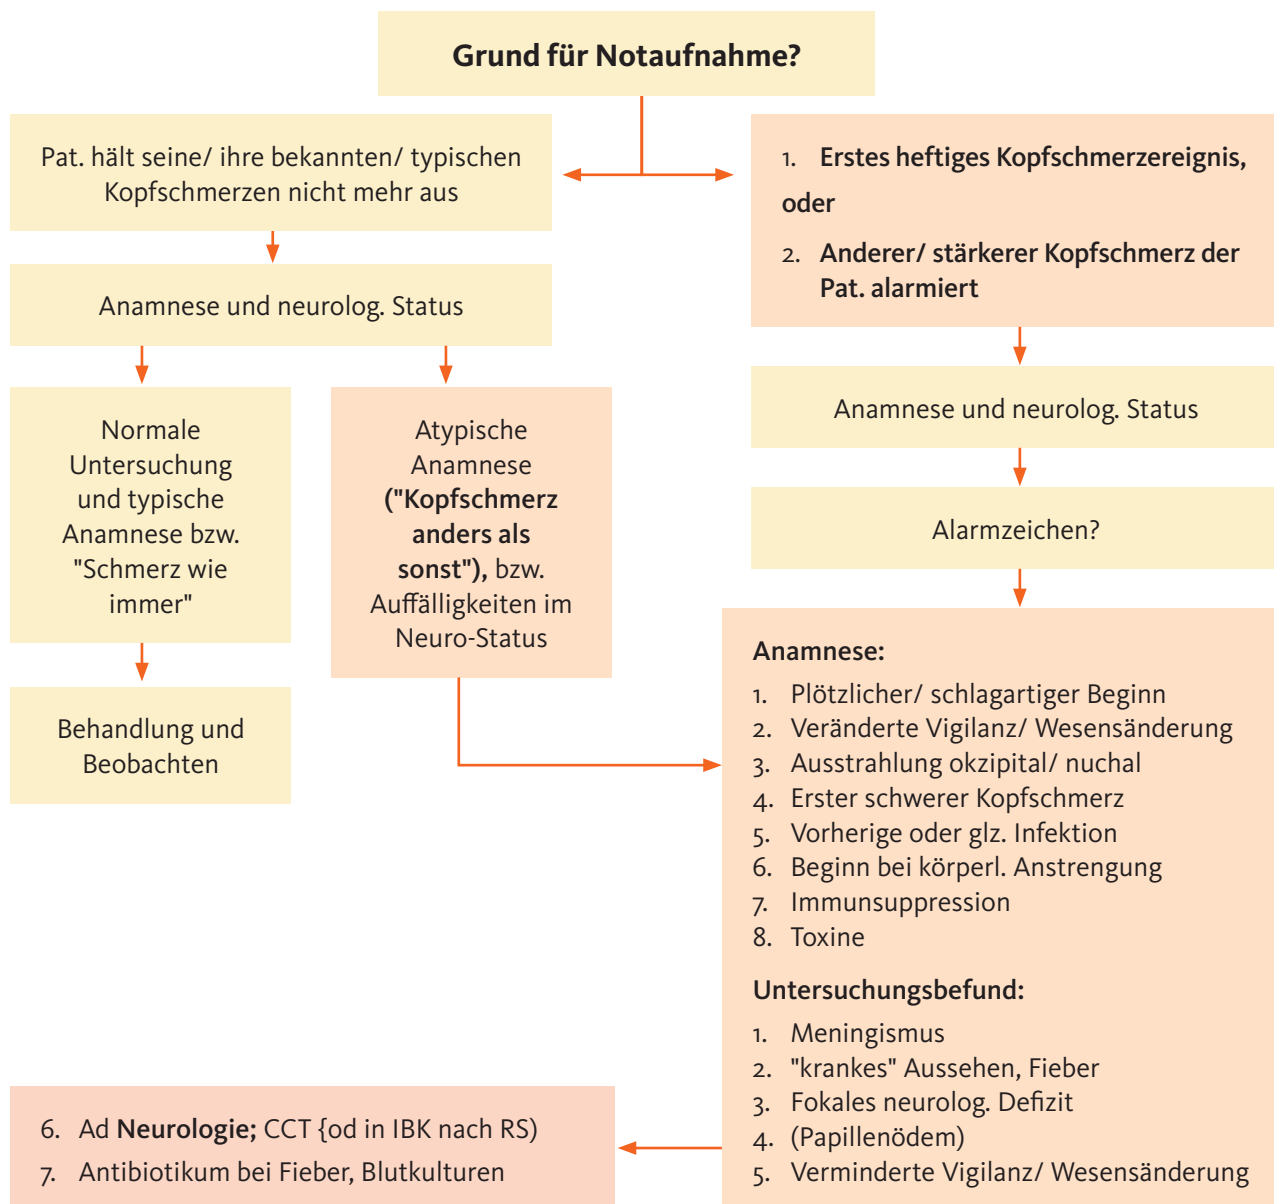 Grund für Notaufnahme?
Pat. hält seine/ ihre bekannten/ typischen
Kopfschmerzen nicht mehr aus
Anamnese und neurolog. Status
Normale
Untersuchung
und typische
Anamnese bzw.
"Schmerz wie
immer"
Behandlung und
Beobachten
Atypische
Anamnese
("Kopfschmerz
anders als
sonst"), bzw.
Auffälligkeiten im
Neuro-Status
1. Erstes heftiges Kopfschmerzereignis,
oder
2. Anderer/ stärkerer Kopfschmerz der
Pat. alarmiert
Anamnese und neurolog. Status
Alarmzeichen?
Anamnese:
1. Plötzlicher/ schlagartiger Beginn
2. Veränderte Vigilanz/ Wesensänderung
3. Ausstrahlung okzipital/ nuchal
4. Erster schwerer Kopfschmerz
5. Vorherige oder glz. Infektion
6. Beginn bei körperl. Anstrengung
7. Immunsuppression
8. Toxine
Untersuchungsbefund:
1. Meningismus
2. "krankes" Aussehen, Fieber
3. Fokales neurolog. Defizit
4. (Papillenödem)
5. Verminderte Vigilanz/ Wesensänderung
6. Ad Neurologie; CCT {od in IBK nach RS)
7. Antibiotikum bei Fieber, Blutkulturen